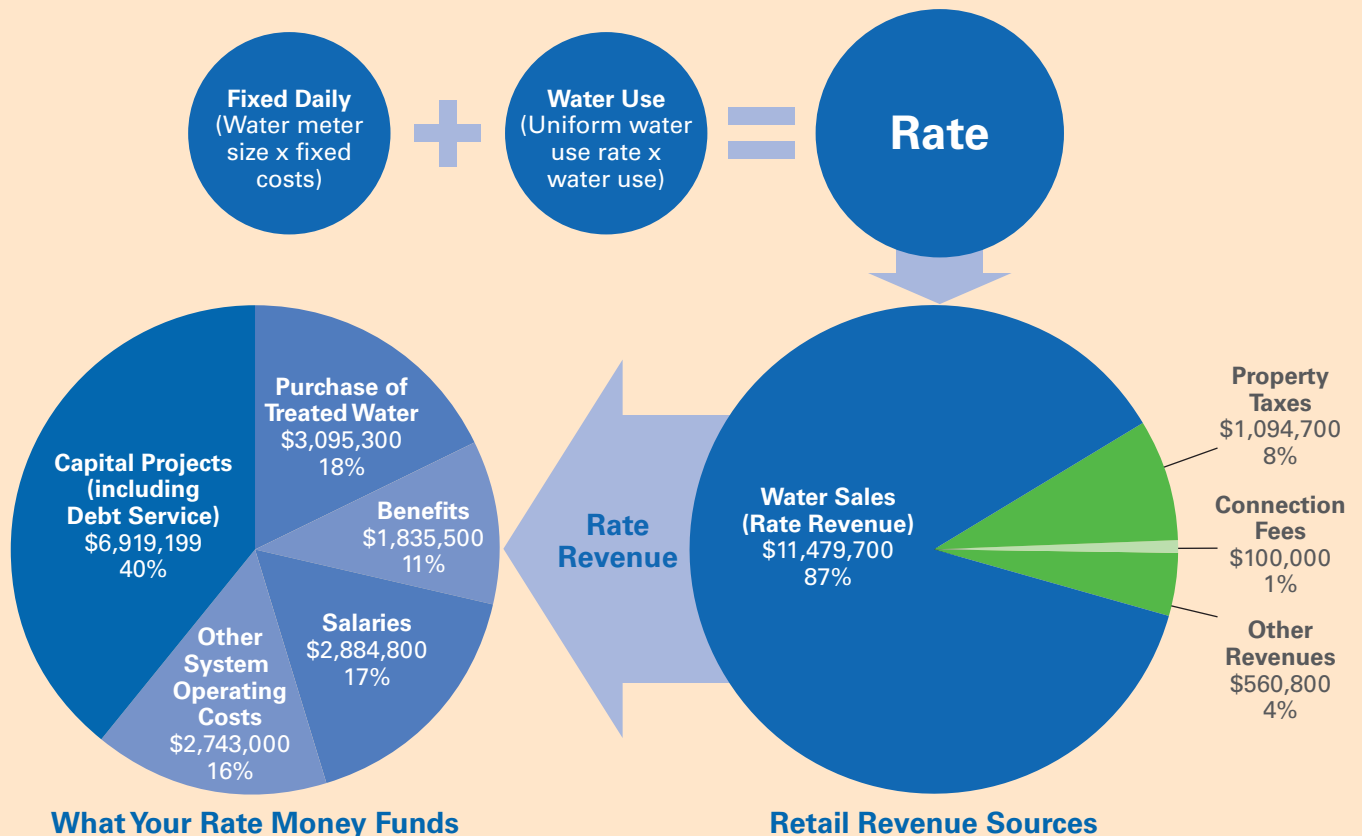 Fixed Daily
(Water meter
size x fixed
costs)
Water Use
(Uniform water
use rate x
water use)
Rate
Capital Projects
(including
Debt Service)
$6,919,199
40%
Purchase of
Treated Water
$3,095,300
18%
Benefits
$1,835,500
11%
Salaries
$2,884,800
17%
Other
System
Operating
Costs
$2,743,000
16%
What Your Rate Money Funds
Rate
Revenue
Water Sales
(Rate Revenue)
$11,479,700
87%
Property
Taxes
$1,094,700
8%
Connection
Fees
$100,000
1%
Other
Revenues
$560,800
4%
Retail Revenue Sources